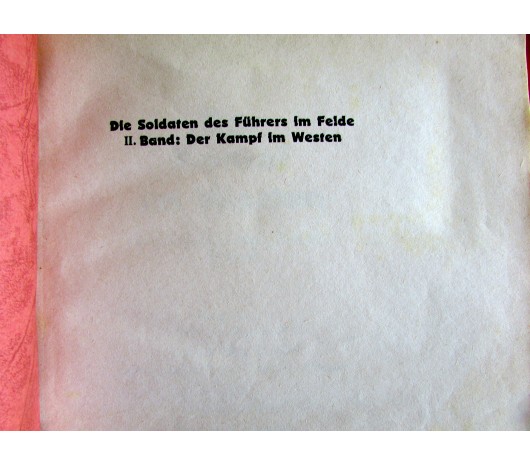 Die Soldaten des Führers im Felde
II. Band: Der Kampf im Westen